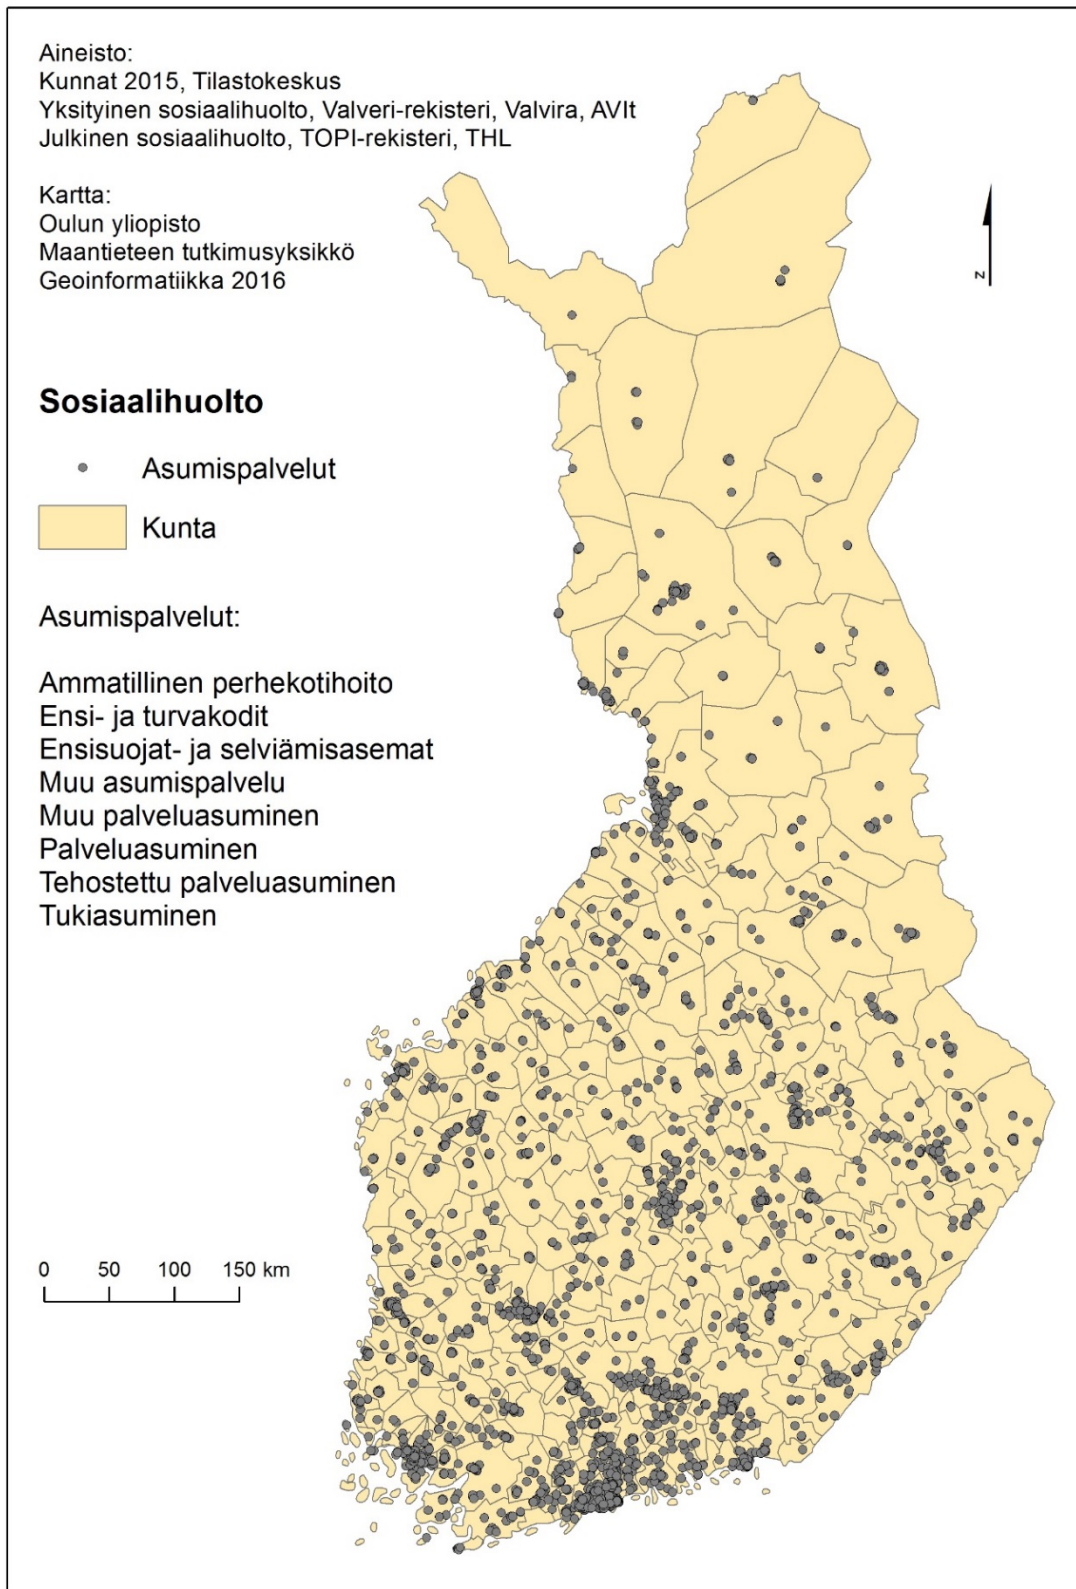 Aineisto:
Kunnat 2015, Tilastokeskus
Yksityinen sosiaalihuolto, Valveri-rekisteri, Valvira, AVIt
Julkinen sosiaalihuolto, TOPI-rekisteri, THL
Kartta:
Oulun yliopisto
Maantieteen tutkimusyksikkö
Geoinformatiikka 2016
N
Sosiaalihuolto
Asumispalvelut
Kunta
Asumispalvelut:
Ammatillinen perhekotihoito
Ensi- ja turvakodit
Ensisuojat- ja selviämisasemat
Muu asumispalvelu
Muu palveluasuminen
Palveluasuminen
Tehostettu palveluasuminen
Tukiasuminen
0 50 100 150 km